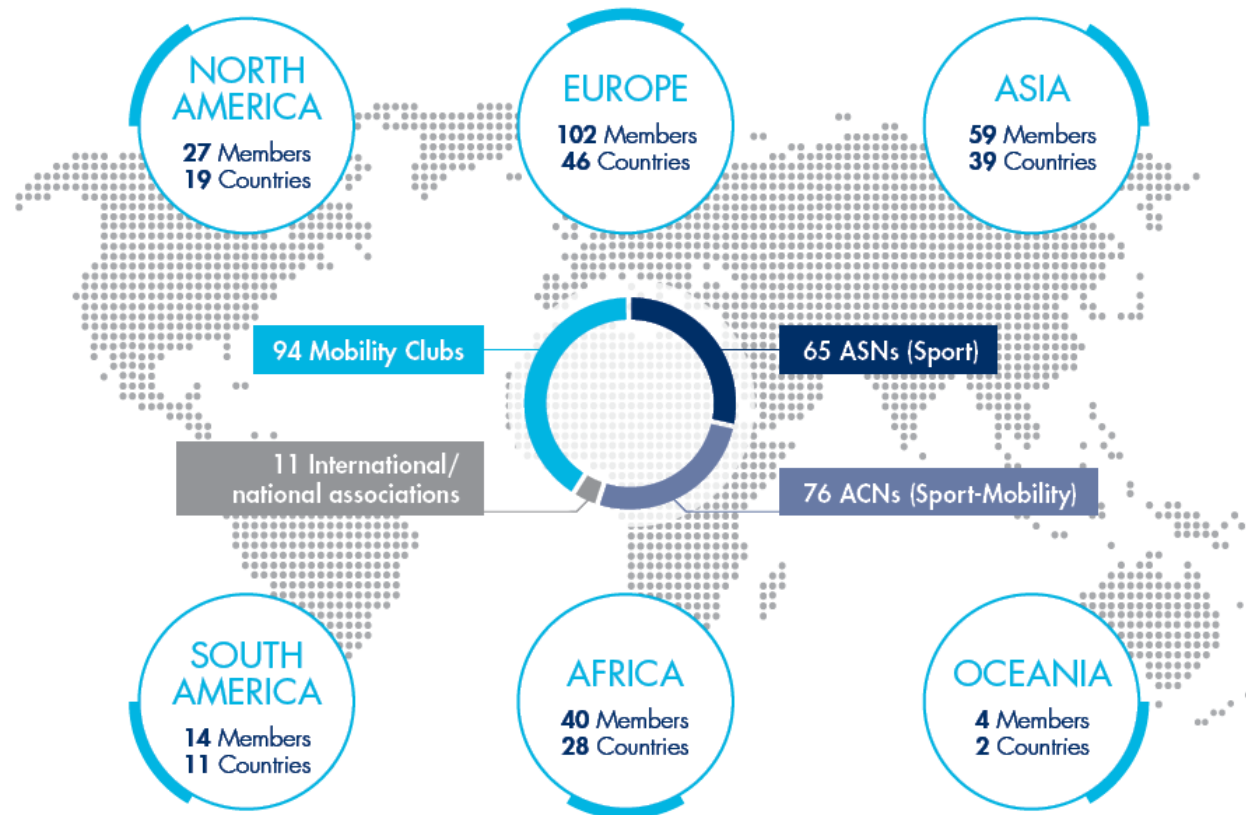 NORTH
AMERICA
27 Members
19 Countries
EUROPE
102 Members
46 Countries
ASIA
59 Members
39 Countries
94 Mobility Clubs
65 ASNs (Sport)
11 International/
national associations
76 ACNs (Sport-Mobility)
SOUTH
AMERICA
14 Members
11 Countries
AFRICA
40 Members
28 Countries
OCEANIA
4 Members
2 Countries